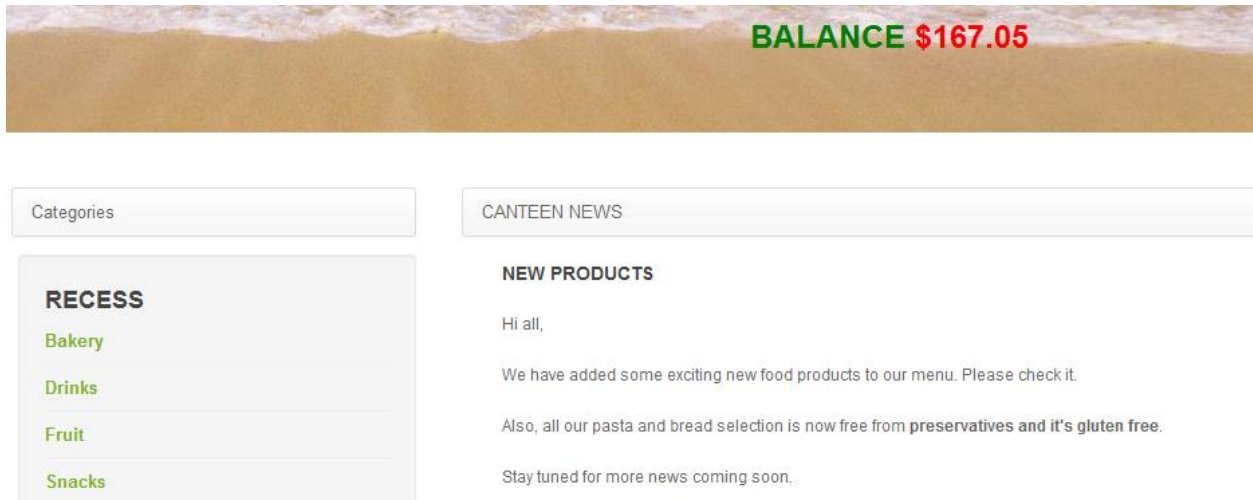 BALANCE $167.05
Categories
RECESS
Bakery
Drinks
Fruit
Snacks
CANTEEN NEWS
NEW PRODUCTS
Hi all,
We have added some exciting new food products to our menu. Please check it.
Also, all our pasta and bread selection is now free from preservatives and it's gluten free.
Stay tuned for more news coming soon.